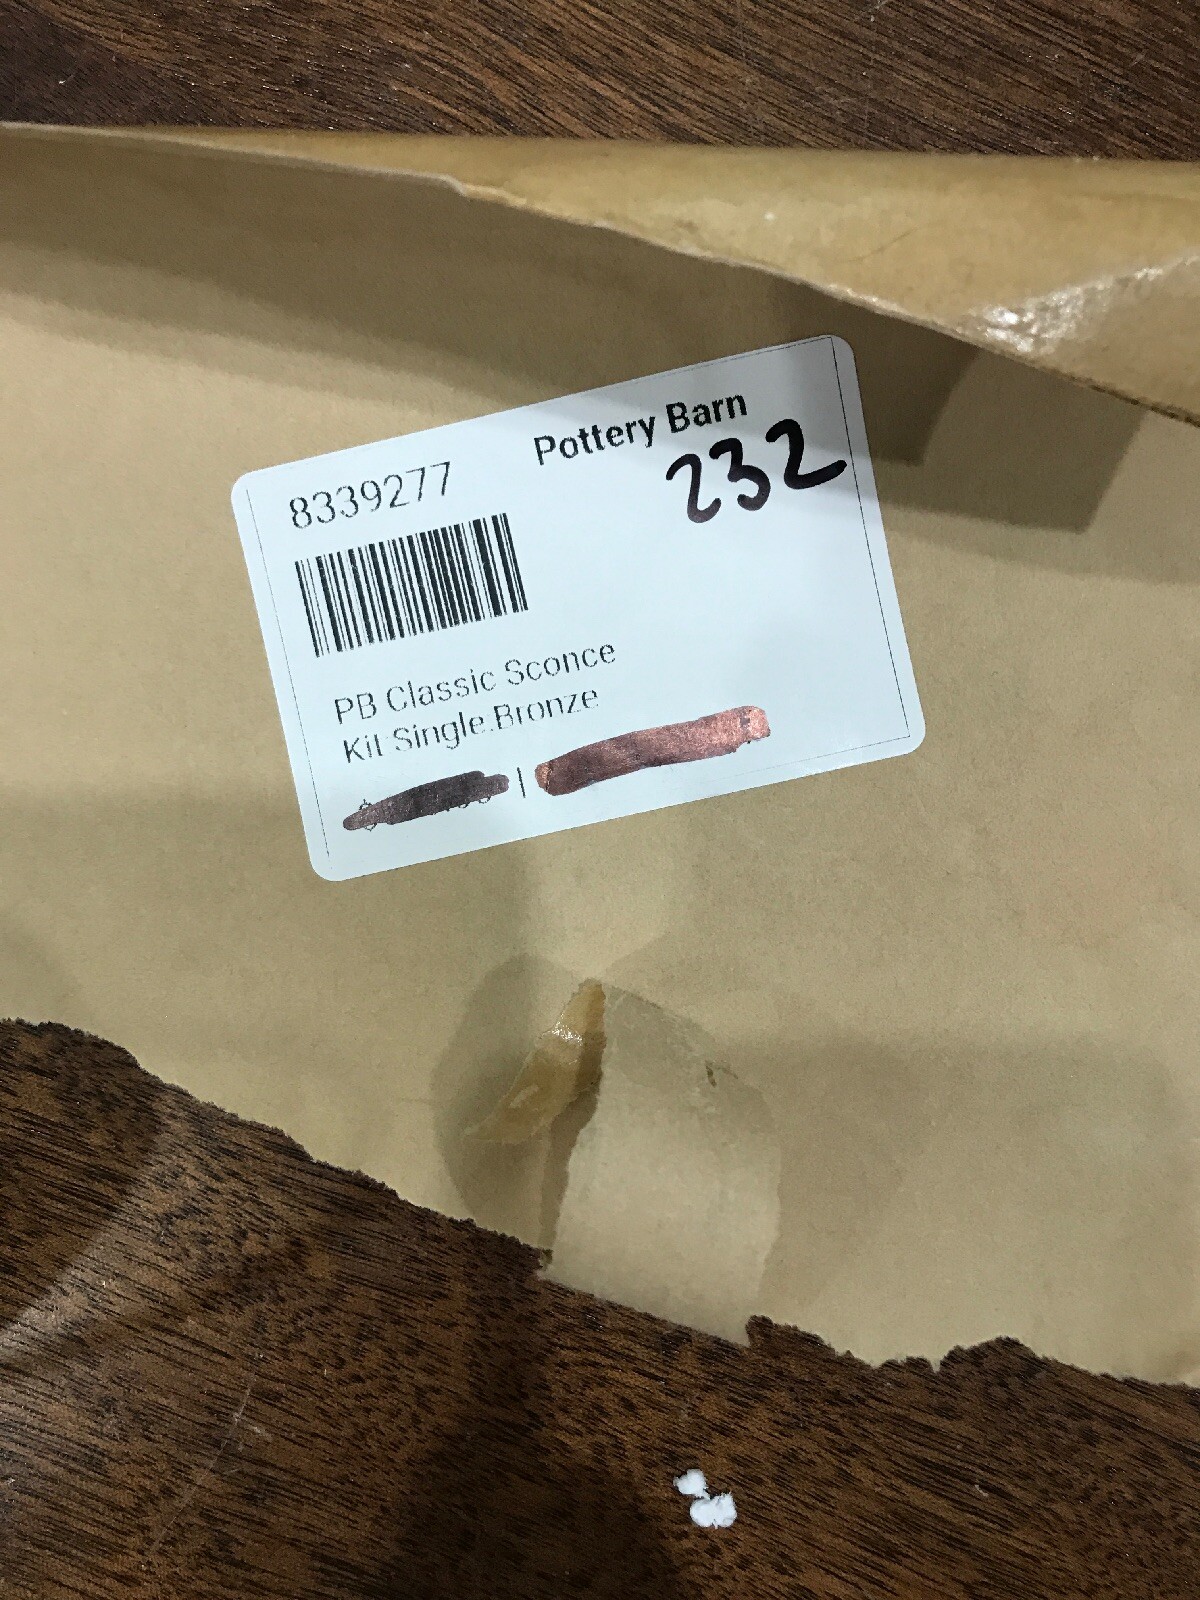 Pottery Barn
232
8339277
PB Classic Sconce
Kit Single.Bronze
$
|